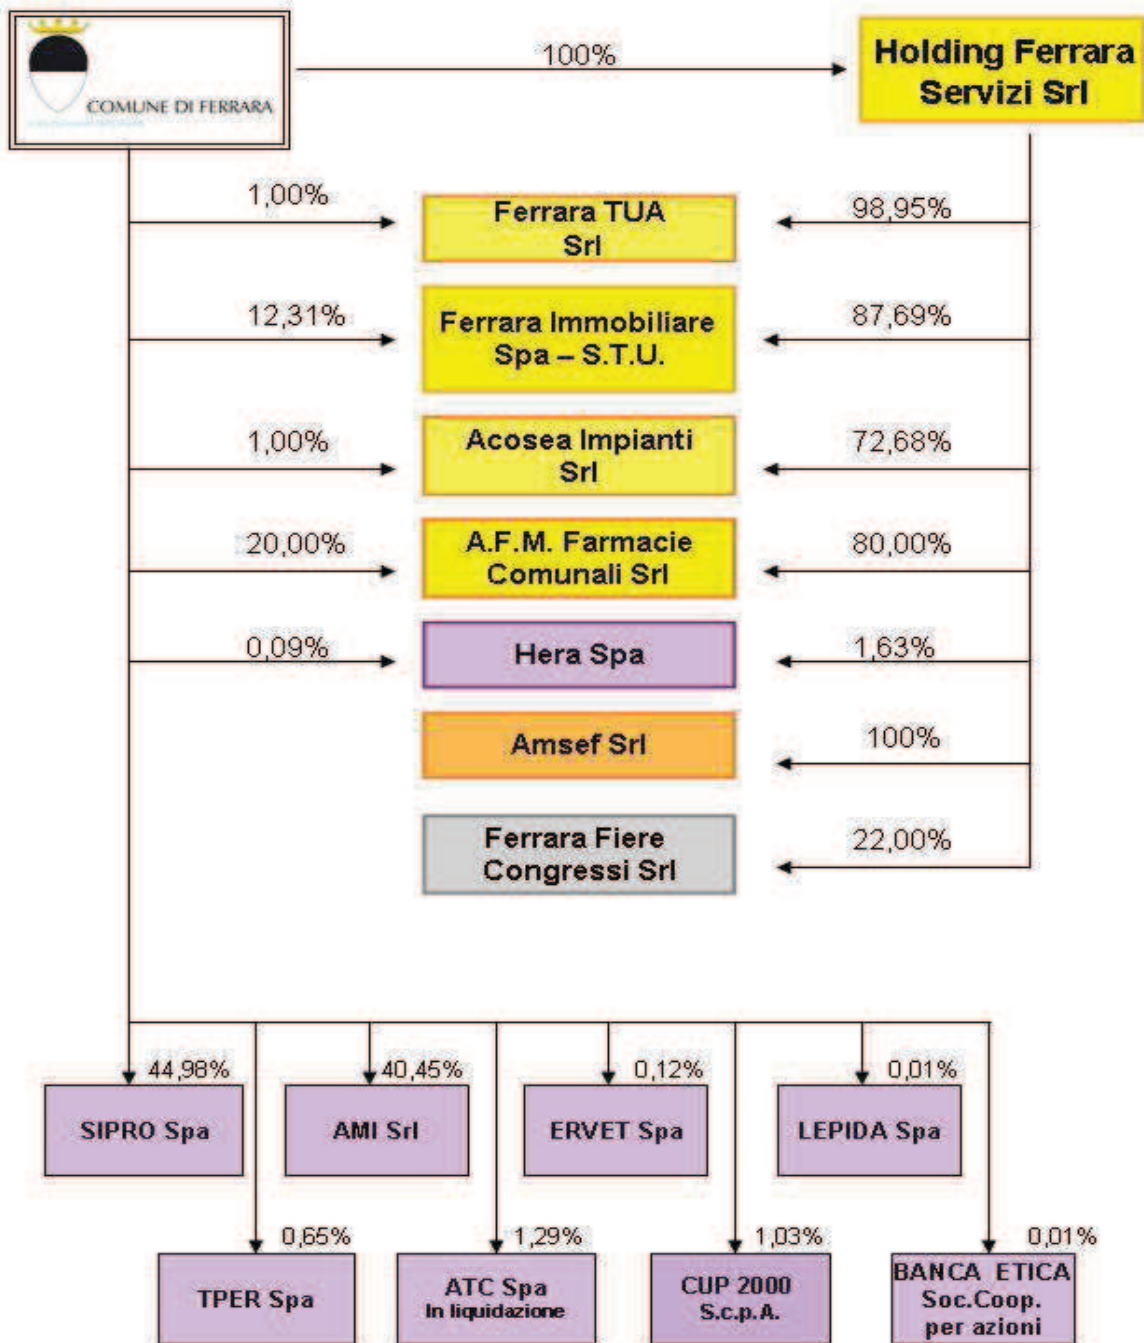 COMUNE DI FERRARA
100%
Holding Ferrara
Servizi Srl
1,00%
Ferrara TUA
Srl
98,95%
12,31%
Ferrara Immobiliare
Spa – S.T.U.
87,69%
1,00%
Acosea Impianti
Srl
72,68%
20,00%
A.F.M. Farmacie
Comunali Srl
80,00%
0,09%
Hera Spa
1,63%
Amsef Srl
100%
Ferrara Fiere
Congressi Srl
22,00%
44,98%
SIPRO Spa
40,45%
AMI Srl
0,12%
ERVET Spa
0,01%
LEPIDA Spa
0,65%
TPER Spa
1,29%
ATC Spa
In liquidazione
1,03%
CUP 2000
S.c.p.A.
0,01%
BANCA ETICA
Soc.Coop.
per azioni